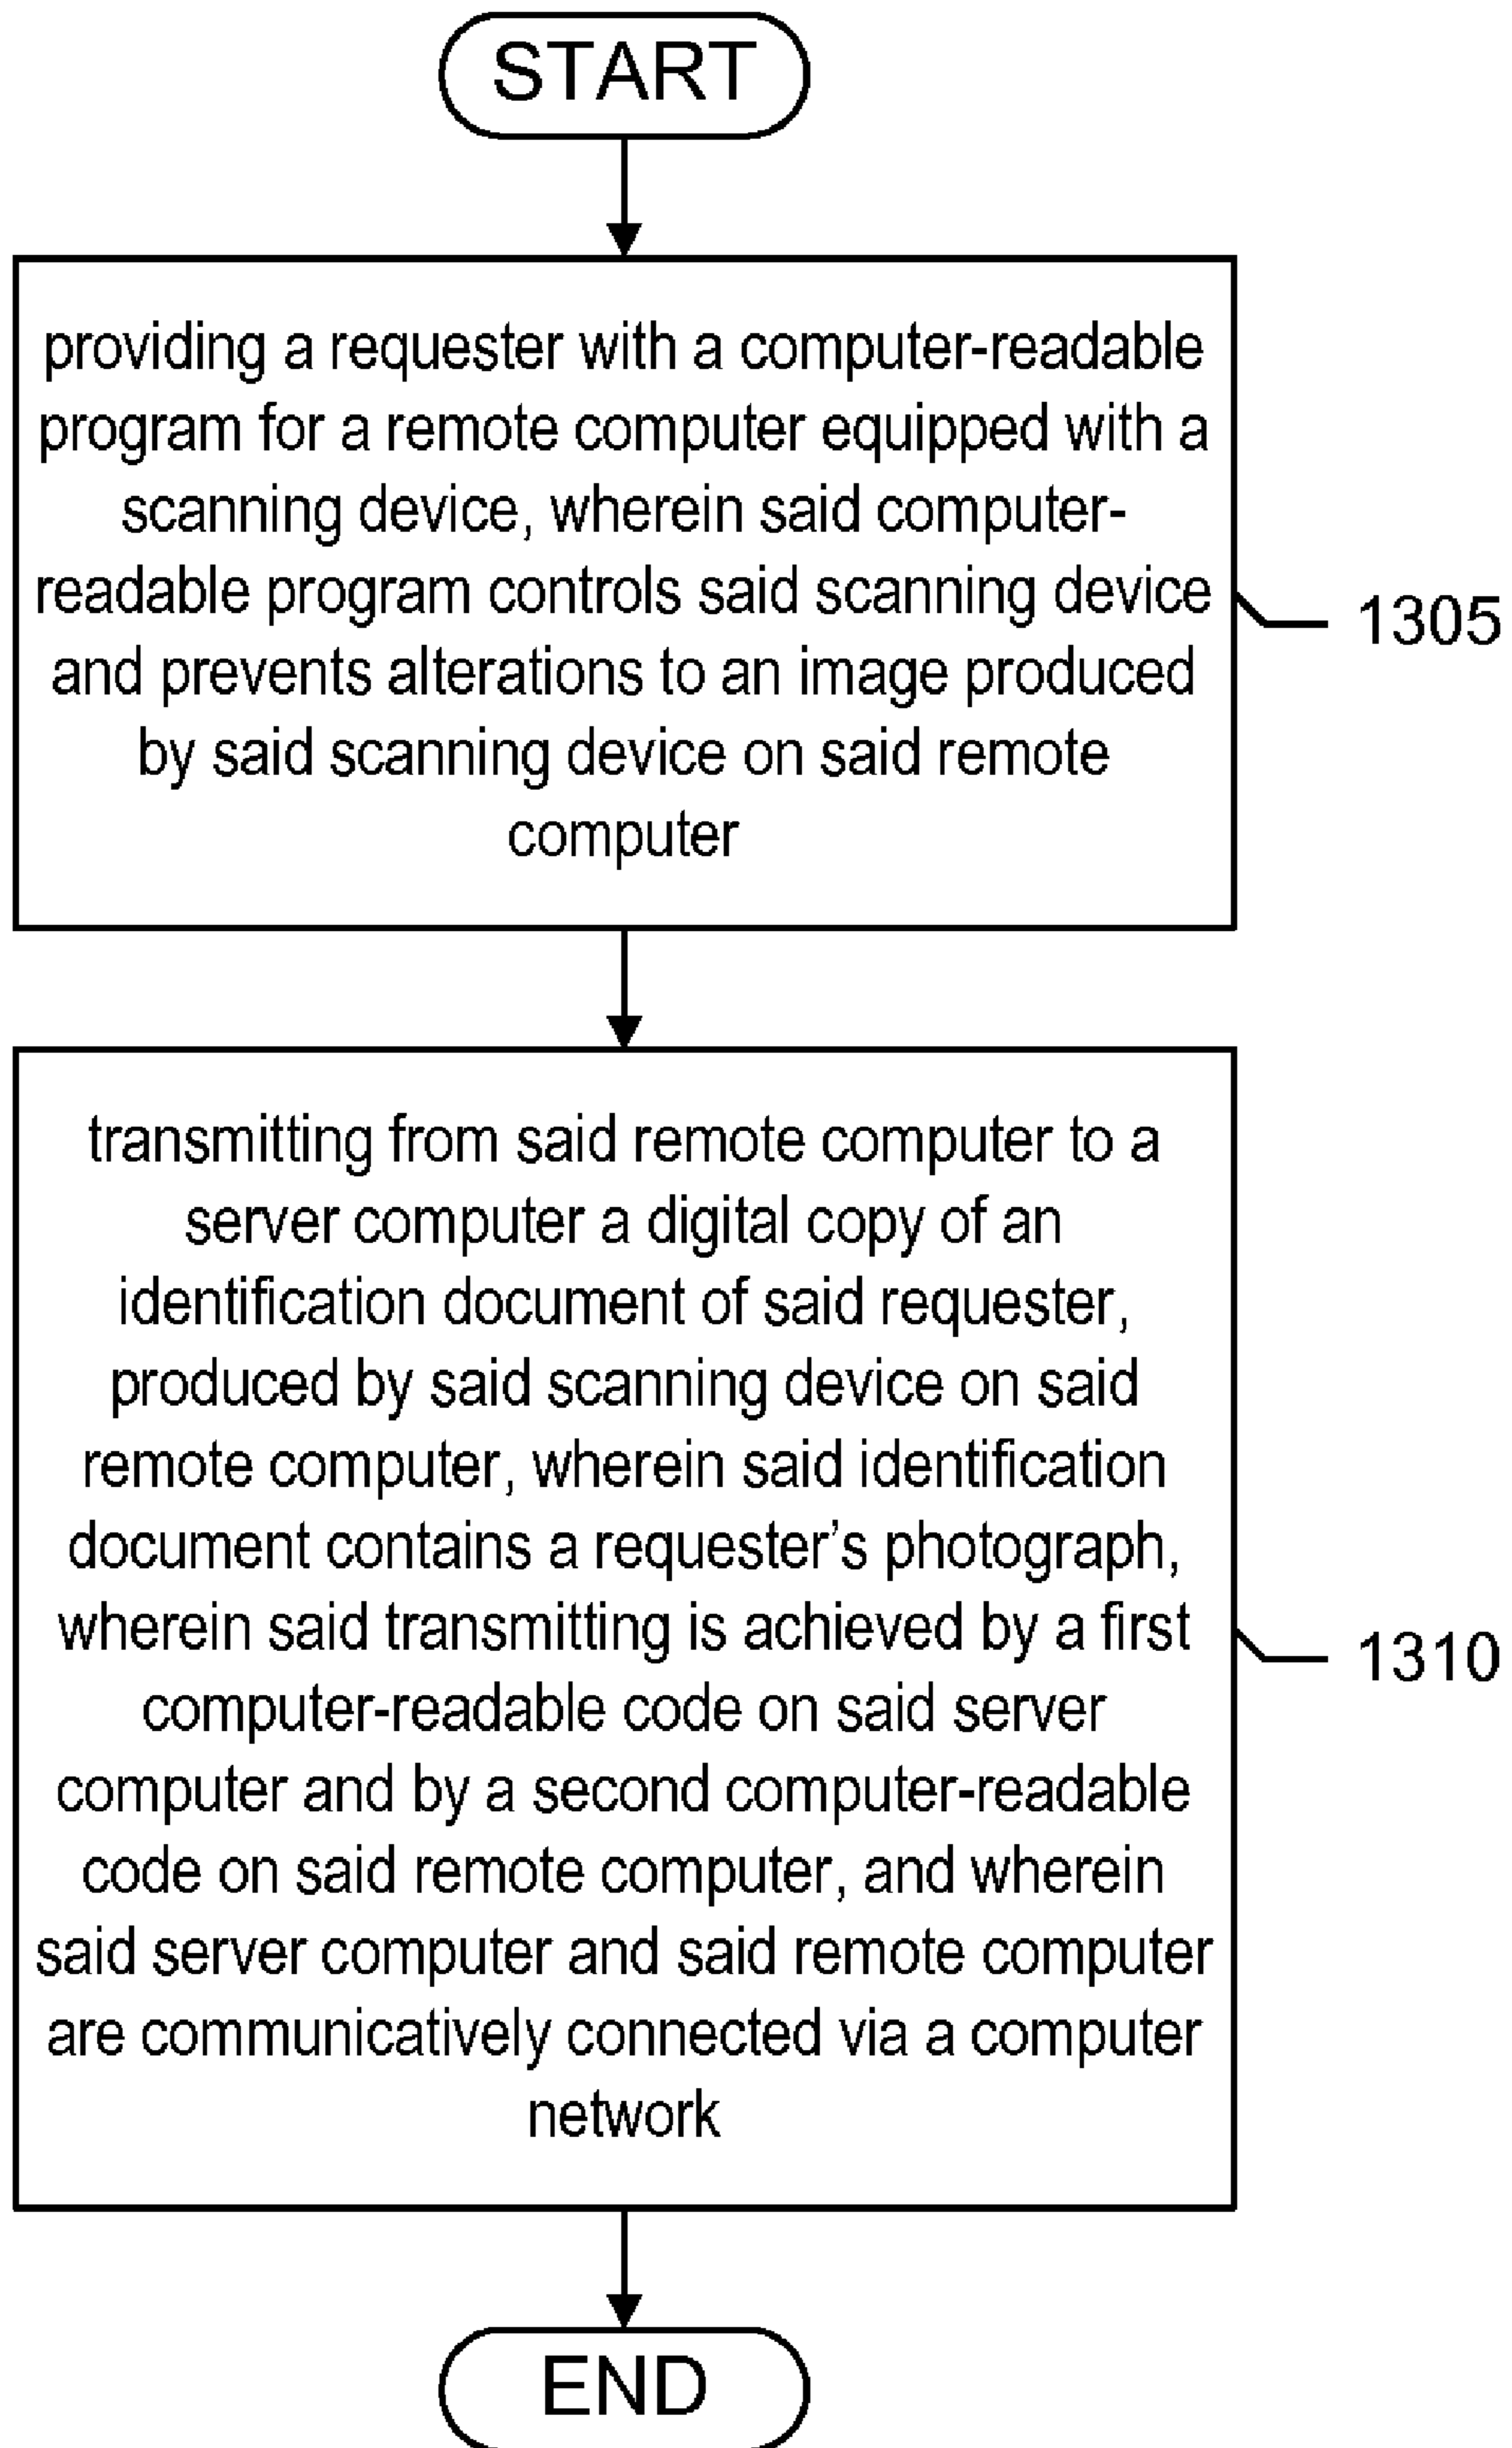 START
providing a requester with a computer-readable
program for a remote computer equipped with a
scanning device, wherein said computer-
readable program controls said scanning device
and prevents alterations to an image produced
by said scanning device on said remote
computer
1305
transmitting from said remote computer to a
server computer a digital copy of an
identification document of said requester,
produced by said scanning device on said
remote computer, wherein said identification
document contains a requester’s photograph,
wherein said transmitting is achieved by a first
computer-readable code on said server
computer and by a second computer-readable
code on said remote computer, and wherein
said server computer and said remote computer
are communicatively connected via a computer
network
1310
END